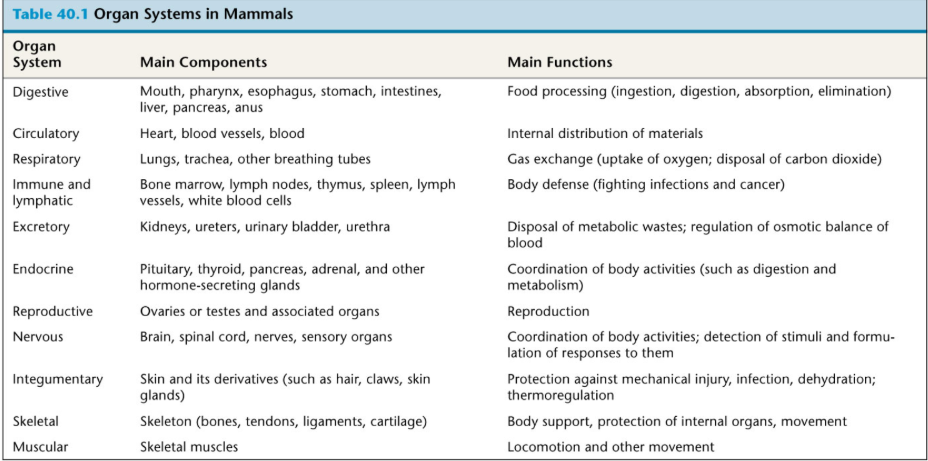 Table 40.1 Organ Systems in Mammals
Organ
System Main Components Main Functions
Digestive Mouth, pharynx, esophagus, stomach, intestines, Food processing (ingestion, digestion, absorption, elimination)
liver, pancreas, anus
Circulatory Heart, blood vessels, blood Internal distribution of materials
Respiratory Lungs, trachea, other breathing tubes Gas exchange (uptake of oxygen; disposal of carbon dioxide)
Immune and Bone marrow, lymph nodes, thymus, spleen, lymph Body defense (fighting infections and cancer)
lymphatic vessels, white blood cells
Excretory Kidneys, ureters, urinary bladder, urethra Disposal of metabolic wastes; regulation of osmotic balance of
blood
Endocrine Pituitary, thyroid, pancreas, adrenal, and other Coordination of body activities (such as digestion and
hormone-secreting glands metabolism)
Reproductive Ovaries or testes and associated organs Reproduction
Nervous Brain, spinal cord, nerves, sensory organs Coordination of body activities; detection of stimuli and formu-
lation of responses to them
Integumentary Skin and its derivatives (such as hair, claws, skin Protection against mechanical injury, infection, dehydration;
glands) thermoregulation
Skeletal Skeleton (bones, tendons, ligaments, cartilage) Body support, protection of internal organs, movement
Muscular Skeletal muscles Locomotion and other movement